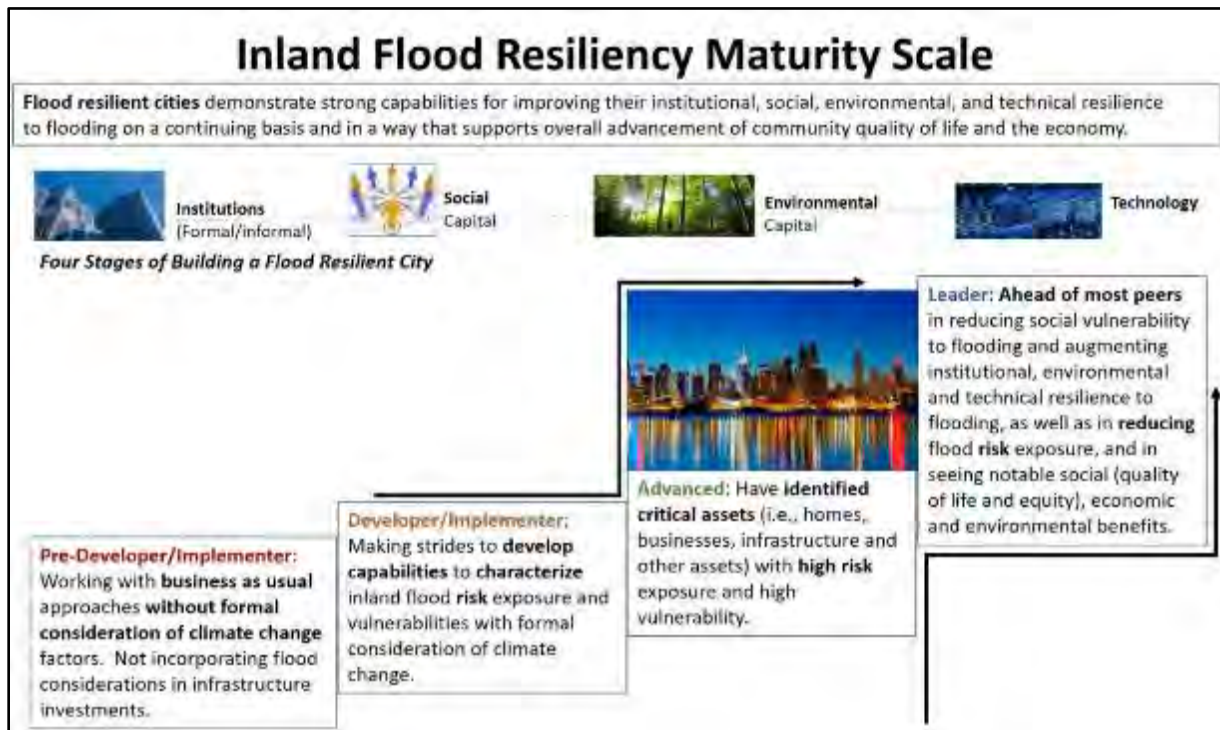 Inland Flood Resiliency Maturity Scale
Flood resilient cities demonstrate strong capabilities for improving their institutional, social, environmental, and technical resilience
to flooding on a continuing basis and in a way that supports overall advancement of community quality of life and the economy.
Institutions
(Formal/informal)
Social
Capital
Environmental
Capital
Technology
Four Stages of Building a Flood Resilient City
Pre-Developer/Implementer:
Working with business as usual
approaches without formal
consideration of climate change
factors. Not incorporating flood
considerations in infrastructure
investments.
Developer/Implementer:
Making strides to develop
capabilities to characterize
inland flood risk exposure and
vulnerabilities with formal
consideration of climate
change.
Advanced: Have identified
critical assets (i.e., homes,
businesses, infrastructure and
other assets) with high risk
exposure and high
vulnerability.
Leader: Ahead of most peers
in reducing social vulnerability
to flooding and augmenting
institutional, environmental
and technical resilience to
flooding, as well as in reducing
flood risk exposure, and in
seeing notable social (quality
of life and equity), economic
and environmental benefits.